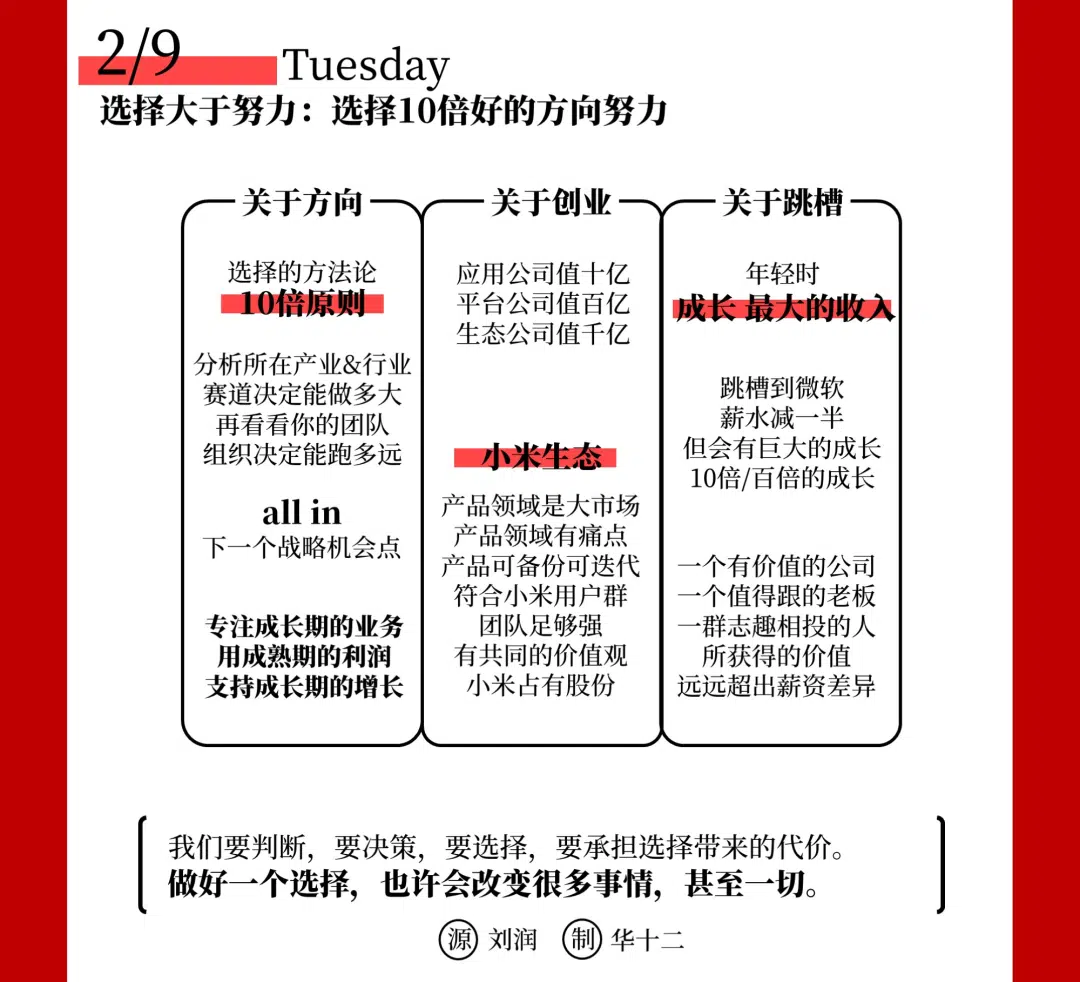 2/9
Tuesday
选择大于努力：选择10倍好的方向努力
关于方向
选择的方法论
10倍原则
分析所在产业&行业
赛道决定能做多大
再看看你的团队
组织决定能跑多远
all in
下一个战略机会点
专注成长期的业务
用成熟期的利润
支持成长期的增长
关于创业
应用公司值十亿
平台公司值百亿
生态公司值千亿
小米生态
产品领域是大市场
产品领域有痛点
产品可备份可迭代
符合小米用户群
团队足够强
有共同的价值观
小米占有股份
关于跳槽
年轻时
成长 最大的收入
跳槽到微软
薪水减一半
但会有巨大的成长
10倍/百倍的成长
一个有价值的公司
一个值得跟的老板
一群志趣相投的人
所获得的价值
远远超出薪资差异
我们要判断，要决策，要选择，要承担选择带来的代价。
做好一个选择，也许会改变很多事情，甚至一切。
源 刘润 制 华十二